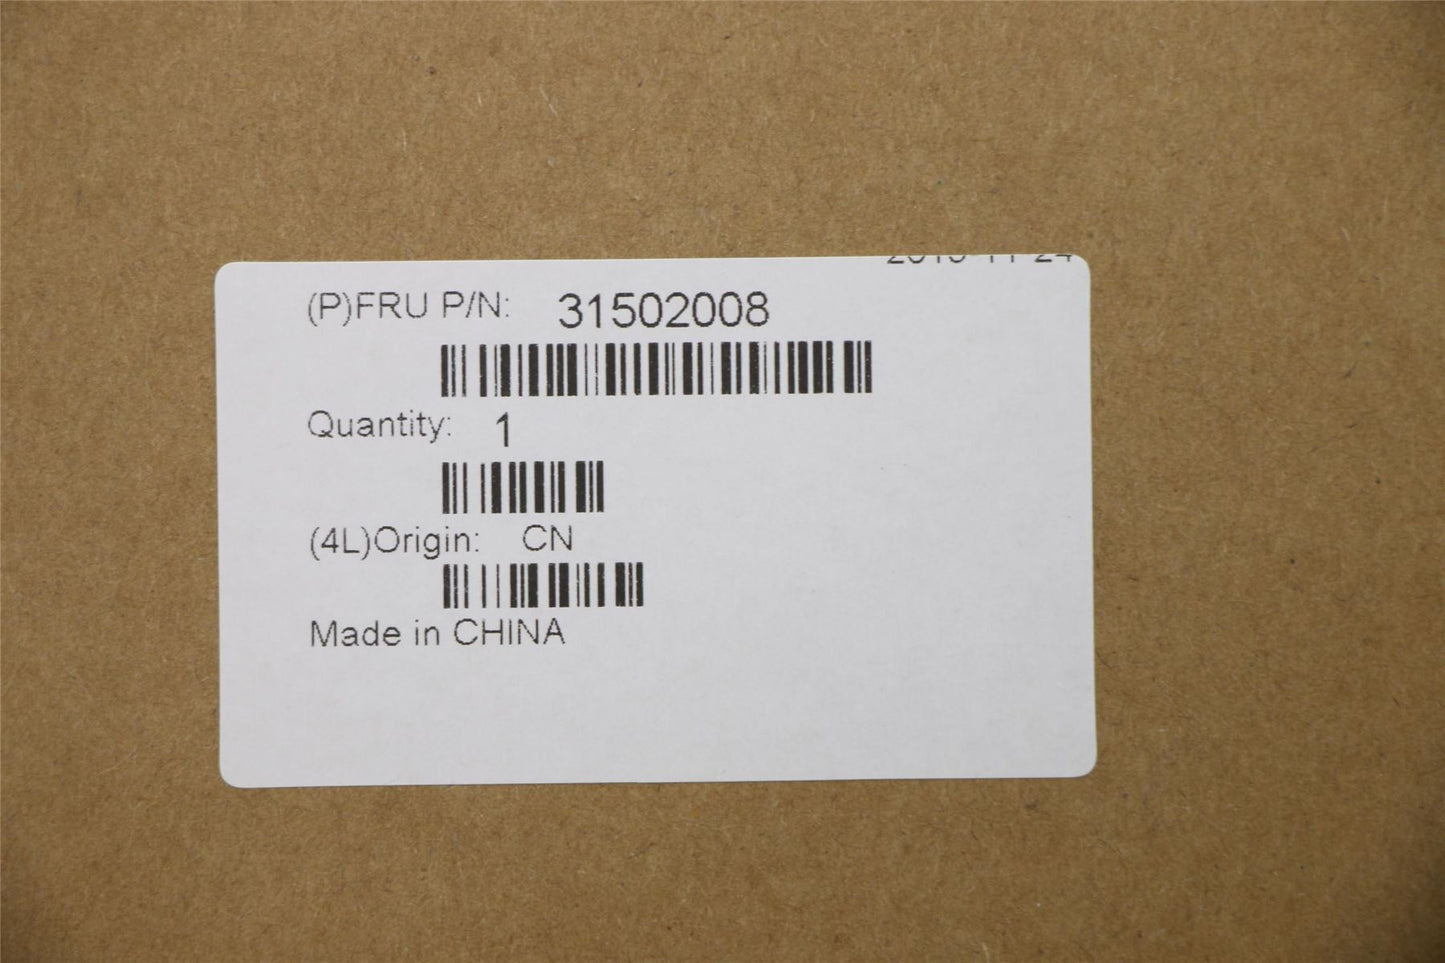 (P)FRU P/N: 31502008
Quantity: 1
(4L)Origin: CN
Made in CHINA